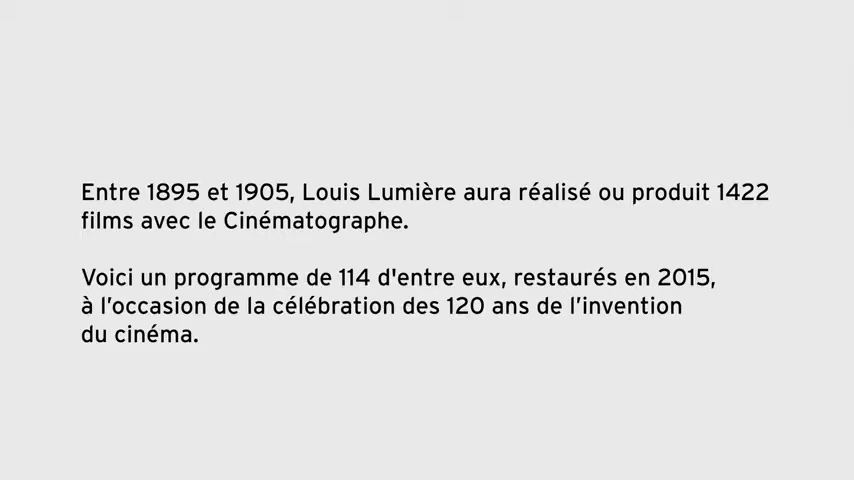 Entre 1895 et 1905, Louis Lumière aura réalisé ou produit 1422
films avec le Cinématographe.
Voici un programme de 114 d'entre eux, restaurés en 2015,
à l’occasion de la célébration des 120 ans de l’invention
du cinéma.